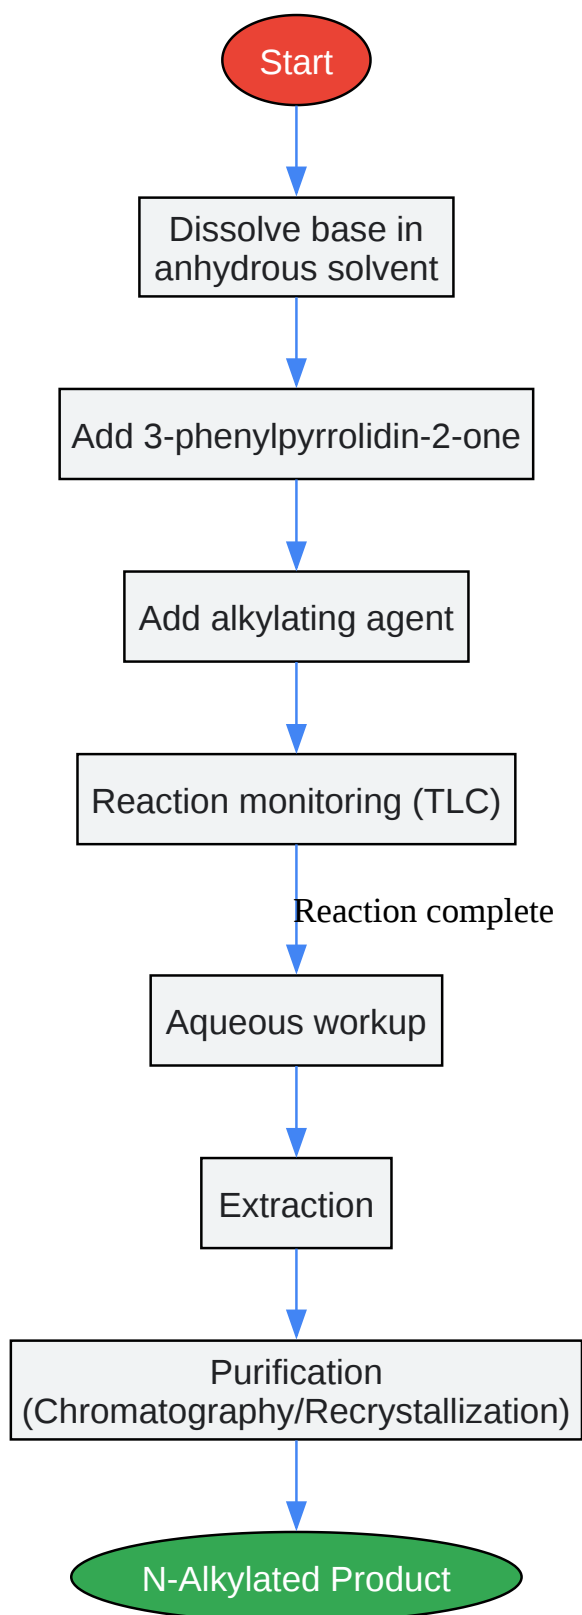 Start
Dissolve base in
anhydrous solvent
Add 3-phenylpyrrolidin-2-one
Add alkylating agent
Reaction monitoring (TLC)
Reaction complete
Aqueous workup
Extraction
Purification
(Chromatography/Recrystallization)
N-Alkylated Product